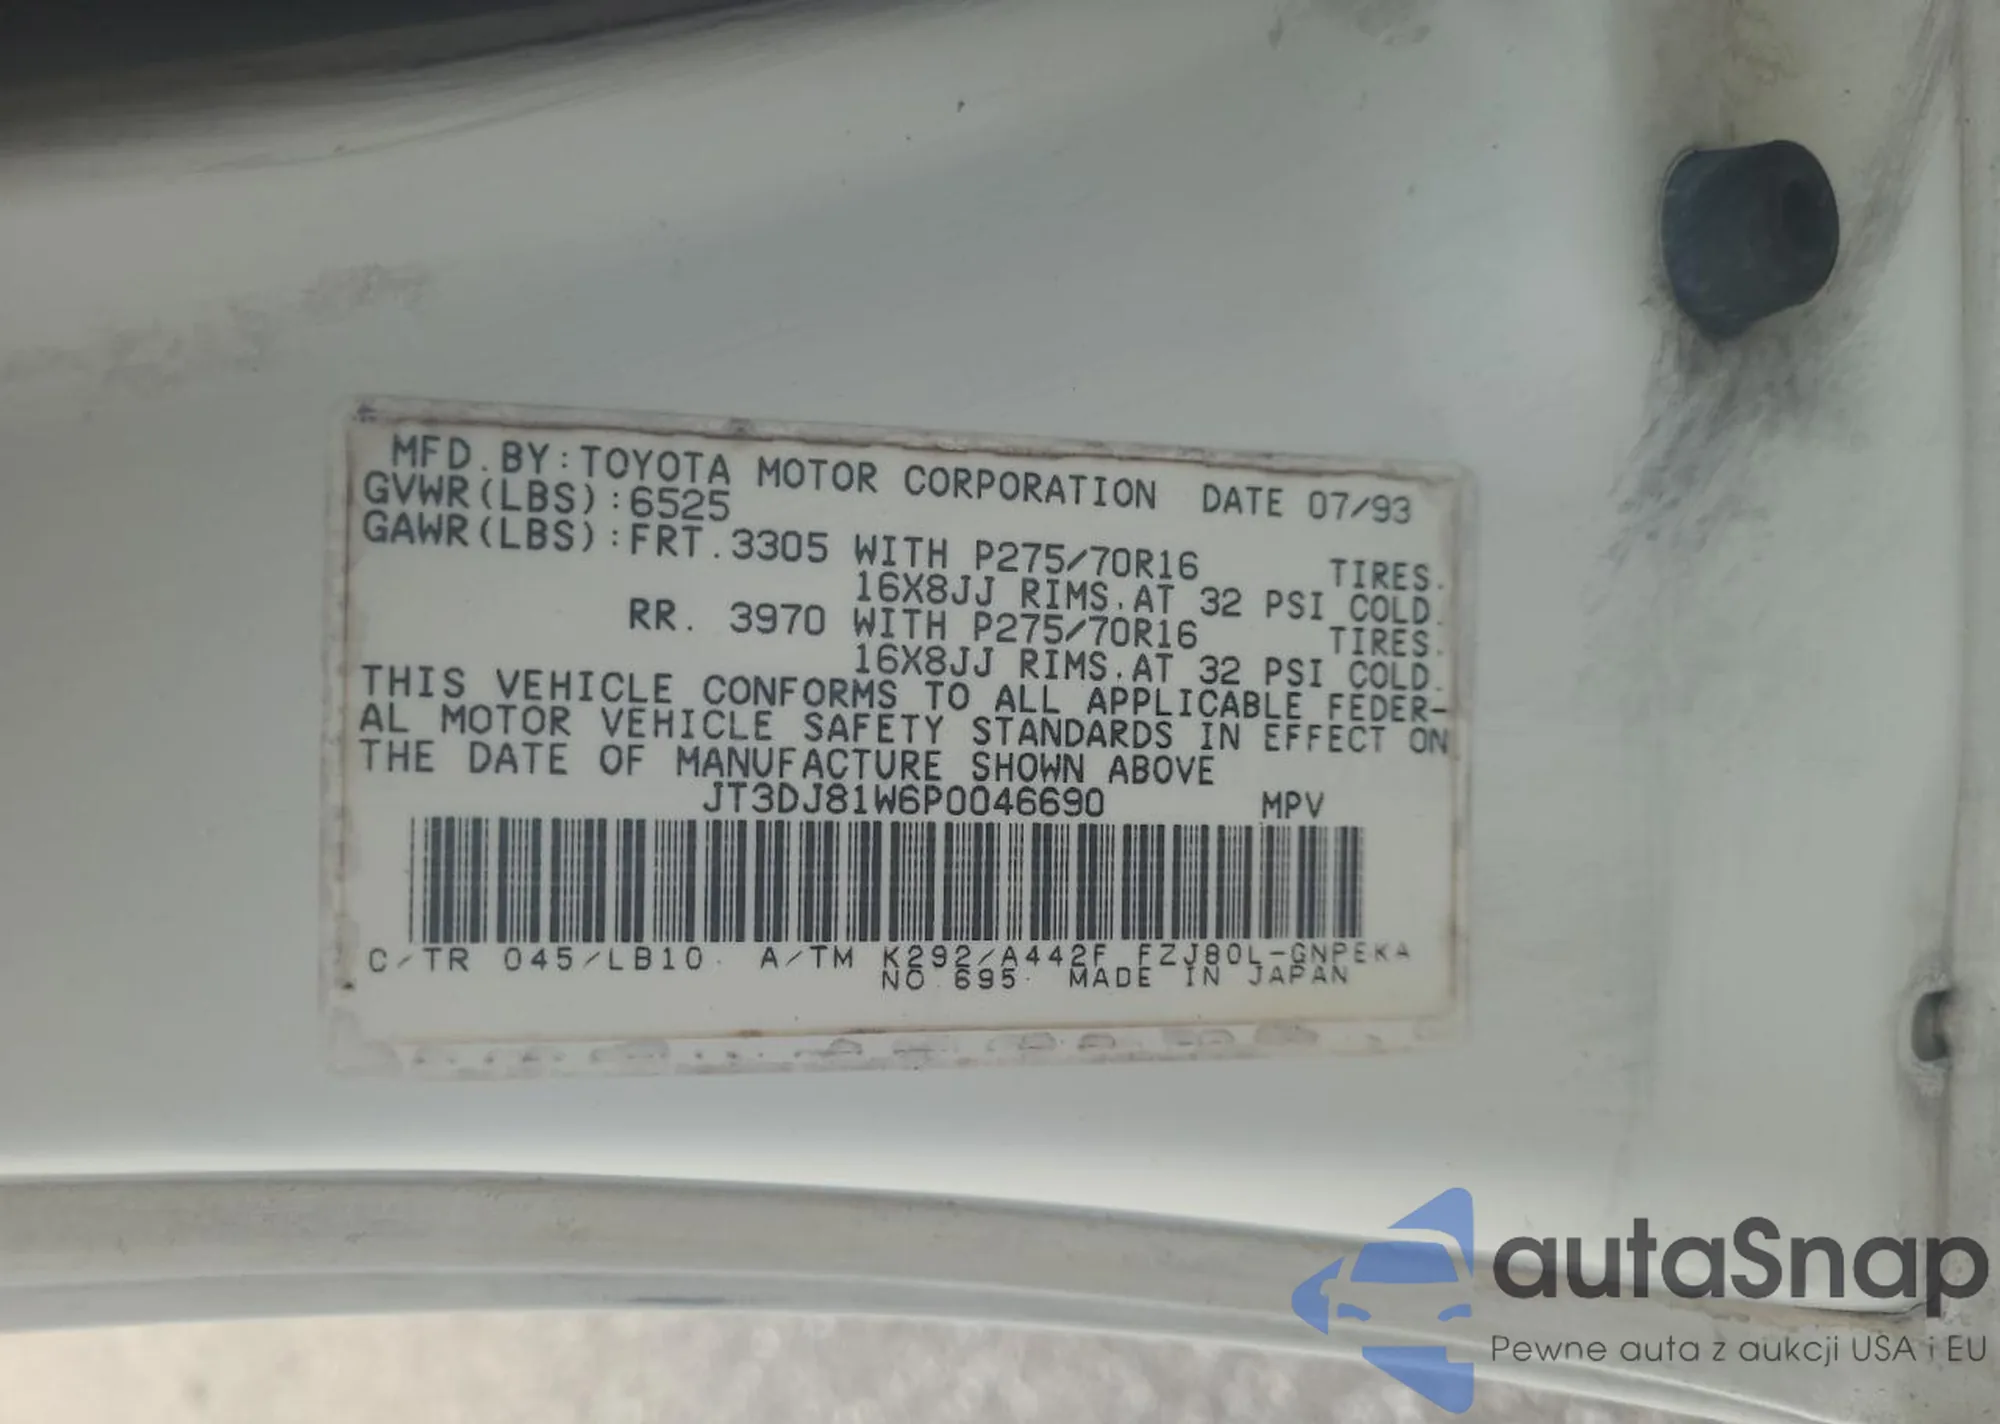 MFD.BY:TOYOTA MOTOR CORPORATION DATE 07/93
GVWR(LBS):6525
GAWR(LBS):FRT.3305 WITH P275/70R16 TIRES.
16X8JJ RIMS.AT 32 PSI COLD.
RR. 3970 WITH P275/70R16 TIRES.
16X8JJ RIMS.AT 32 PSI COLD.
THIS VEHICLE CONFORMS TO ALL APPLICABLE FEDER-
AL MOTOR VEHICLE SAFETY STANDARDS IN EFFECT ON
THE DATE OF MANUFACTURE SHOWN ABOVE
JT3DJ81W6P0046690 MPV
C/TR 045/LB10 A/TM K292/A442F FZJ80L-GNPEKA
NO.695 MADE IN JAPAN
autaSnap
Pewne auta z aukcji USA i EU